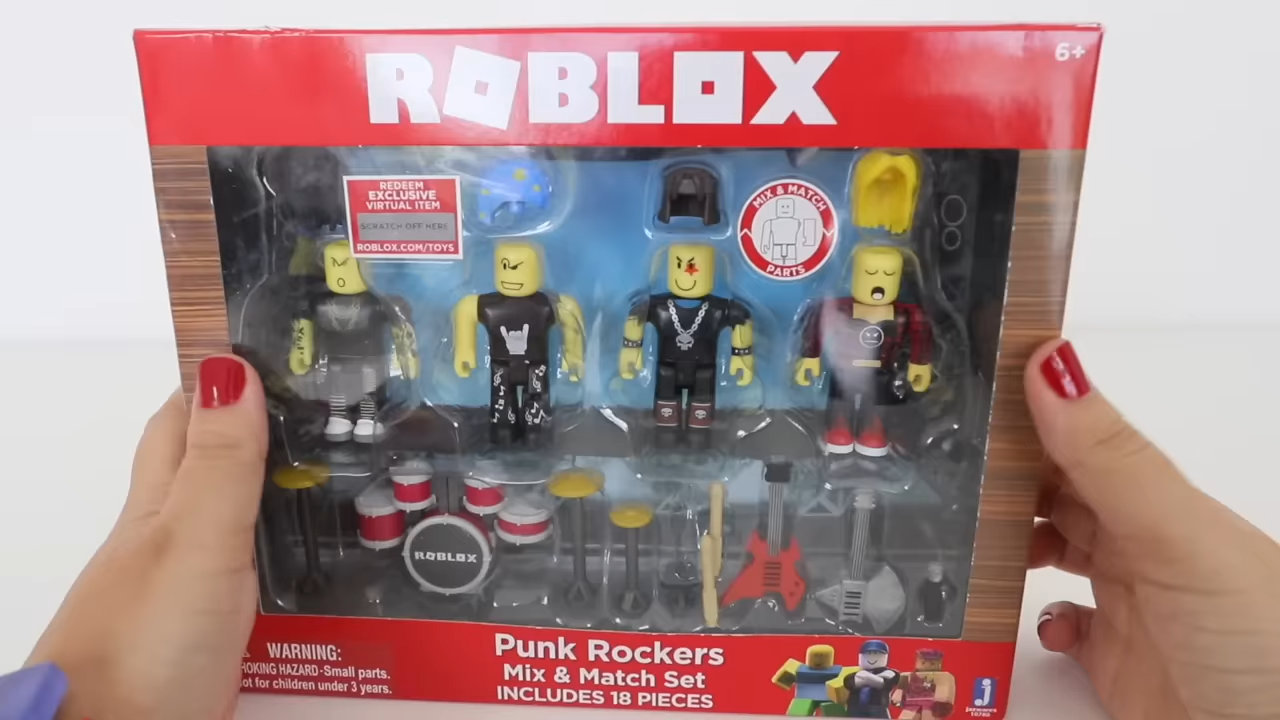 ROBLOX
6+
REDEEM
EXCLUSIVE
VIRTUAL ITEM
SCRATCH OFF HERE
ROBLOX.COM/TOYS
MIX & MATCH
PARTS
ROBLOX
WARNING:
HOKING HAZARD-Small parts.
ot for children under 3 years.
Punk Rockers
Mix & Match Set
INCLUDES 18 PIECES
jazwares